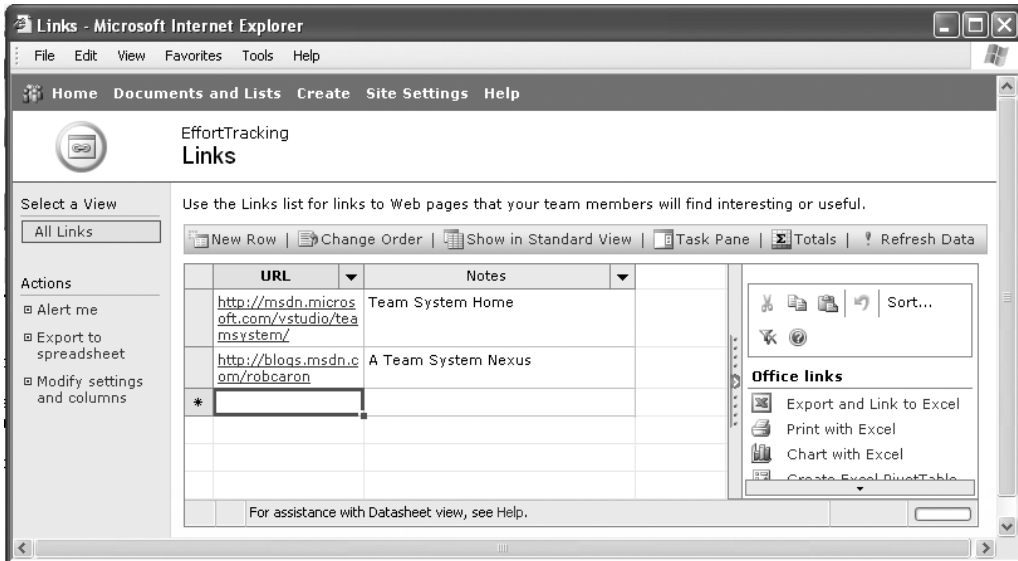 Links - Microsoft Internet Explorer
File Edit View Favorites Tools Help
Home Documents and Lists Create Site Settings Help
EffortTracking
Links
Select a View
All Links
Actions
Alert me
Export to
spreadsheet
Modify settings
and columns
Use the Links list for links to Web pages that your team members will find interesting or useful.
New Row | Change Order | Show in Standard View | Task Pane | Totals | Refresh Data
URL Notes
http://msdn.micros Team System Home
oft.com/vstudio/tea
msystem/
http://blogs.msdn.c A Team System Nexus
om/robcaron
*
For assistance with Datasheet view, see Help.
Sort...
Office links
Export and Link to Excel
Print with Excel
Chart with Excel
Create Excel PivotTable